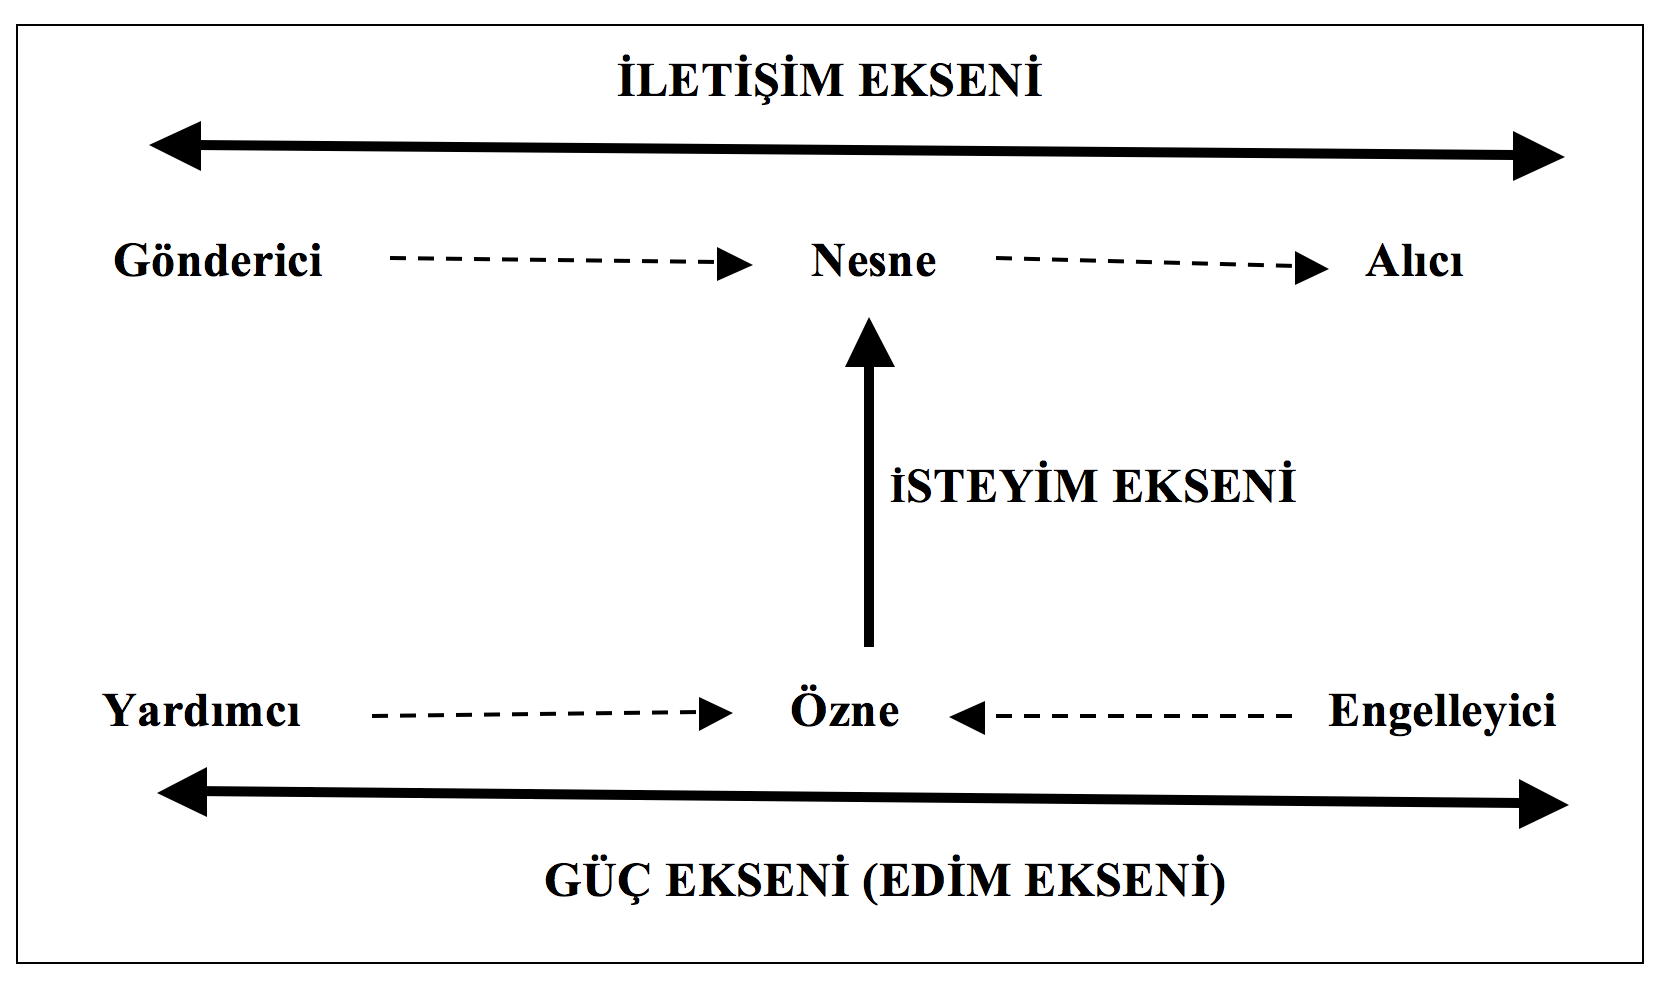 İLETİŞİM EKSENİ
Gönderici Nesne Alıcı
İSTEYİM EKSENİ
Yardımcı Özne Engelleyici
GÜÇ EKSENİ (EDİM EKSENİ)